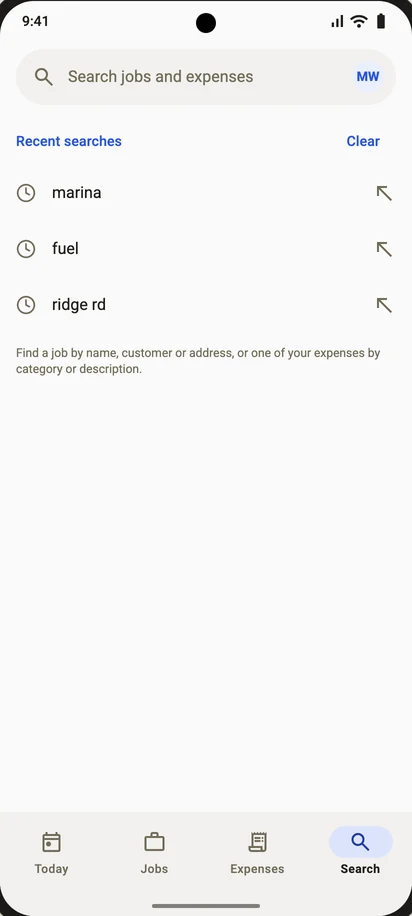 9:41
Search jobs and expenses
MW
Recent searches
Clear
marina
fuel
ridge rd
Find a job by name, customer or address, or one of your expenses by
category or description.
Today
Jobs
Expenses
Search